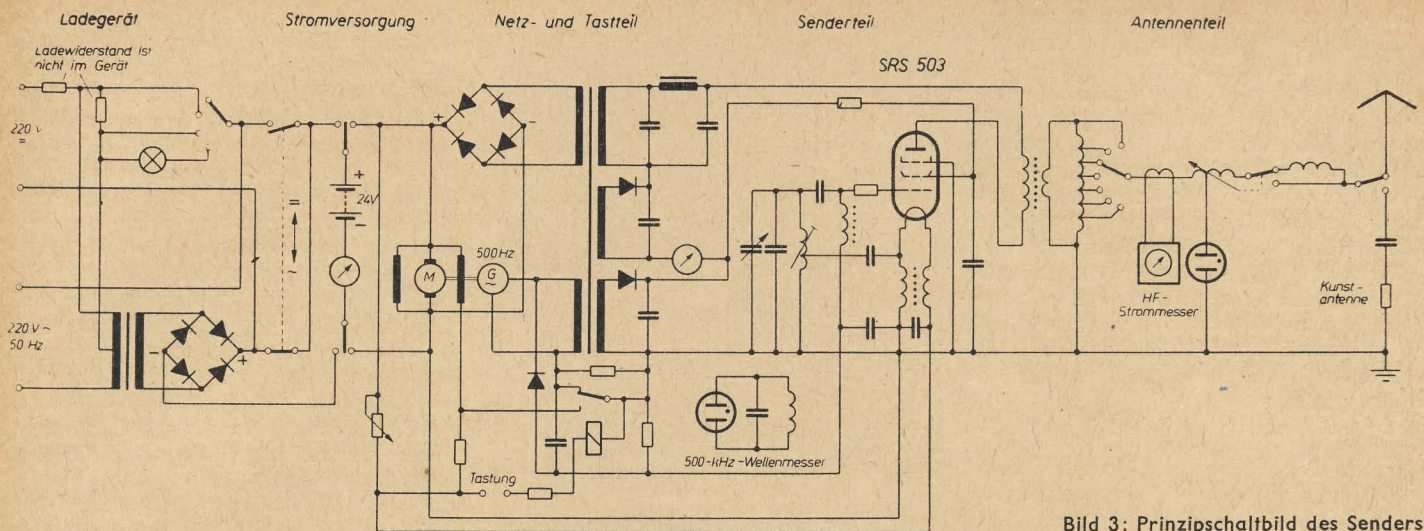 Ladegerät
Stromversorgung
Netz- und Tastteil
Senderteil
Antennenteil
Ladewiderstand ist
nicht im Gerät
SRS 503
220 V
=
+
24V
−
=
~
+
−
500 Hz
M
G
~
220 V ~
50 Hz
−
+
HF-
Strommesser
Kunst-
antenne
500-kHz-Wellenmesser
Tastung
Bild 3: Prinzipschaltbild des Senders